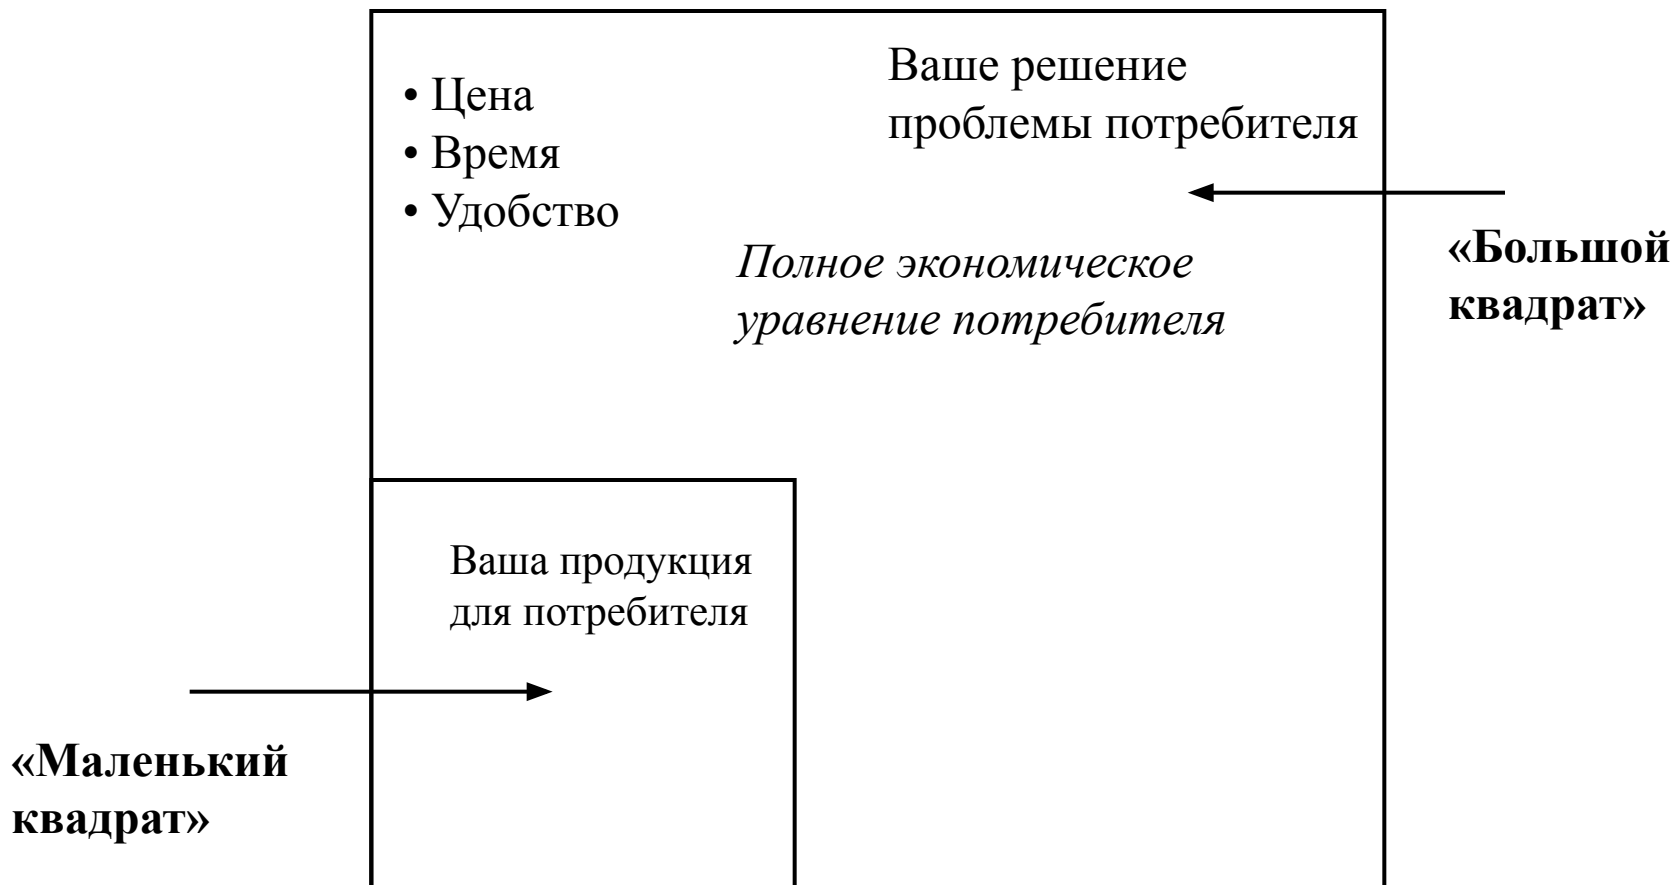 • Цена
• Время
• Удобство
Ваше решение
проблемы потребителя
Полное экономическое
уравнение потребителя
«Большой
квадрат»
Ваша продукция
для потребителя
«Маленький
квадрат»